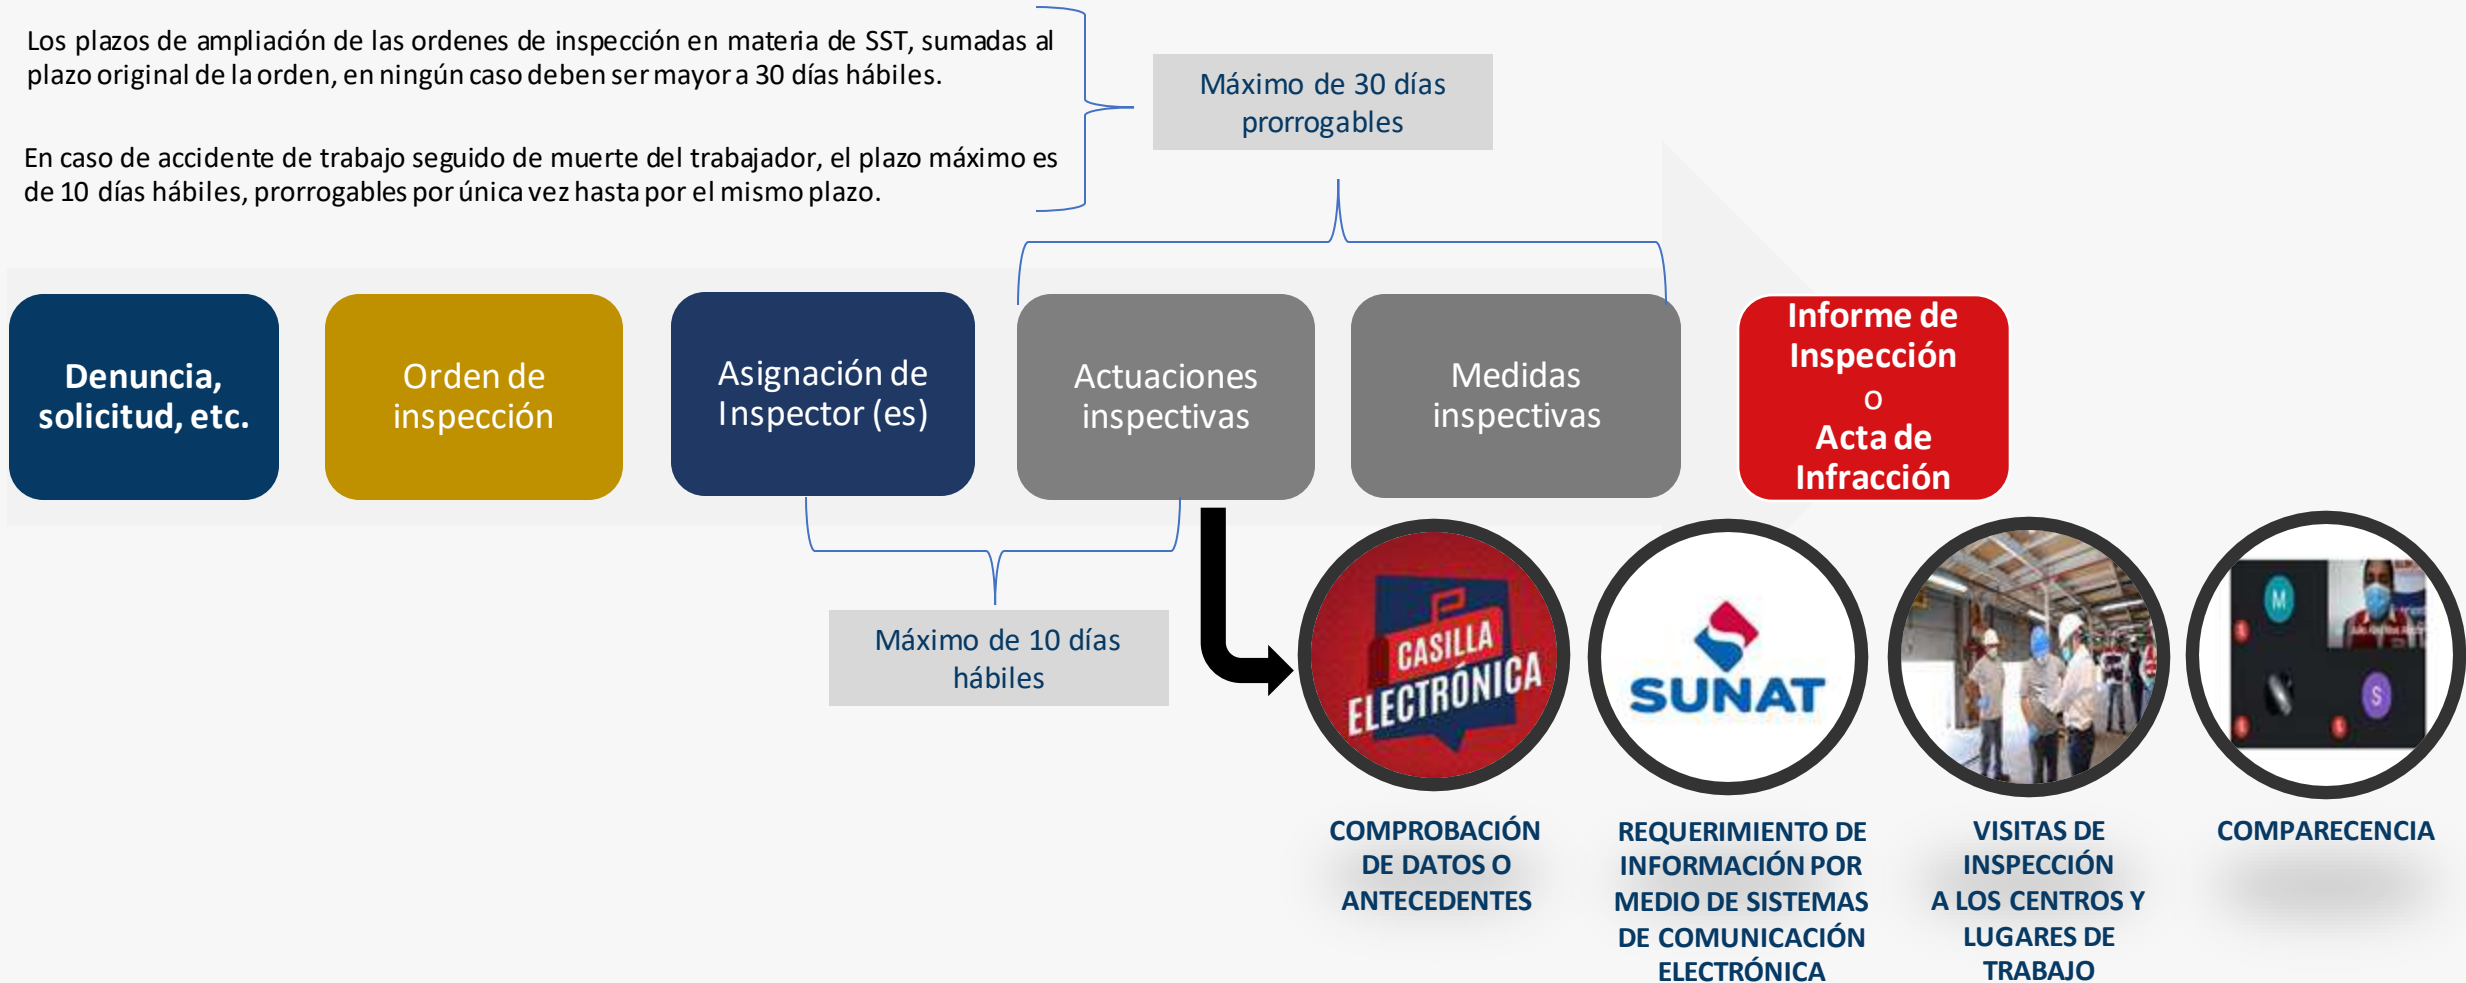 Los plazos de ampliación de las ordenes de inspección en materia de SST, sumadas al
plazo original de la orden, en ningún caso deben ser mayor a 30 días hábiles.
En caso de accidente de trabajo seguido de muerte del trabajador, el plazo máximo es
de 10 días hábiles, prorrogables por única vez hasta por el mismo plazo.
Máximo de 30 días
prorrogables
Denuncia,
solicitud, etc.
Orden de
inspección
Asignación de
Inspector (es)
Actuaciones
inspectivas
Medidas
inspectivas
Informe de
Inspección
o
Acta de
Infracción
Máximo de 10 días
hábiles
CASILLA
ELECTRÓNICA
SUNAT
M
S
COMPROBACIÓN
DE DATOS O
ANTECEDENTES
REQUERIMIENTO DE
INFORMACIÓN POR
MEDIO DE SISTEMAS
DE COMUNICACIÓN
ELECTRÓNICA
VISITAS DE
INSPECCIÓN
A LOS CENTROS Y
LUGARES DE
TRABAJO
COMPARECENCIA